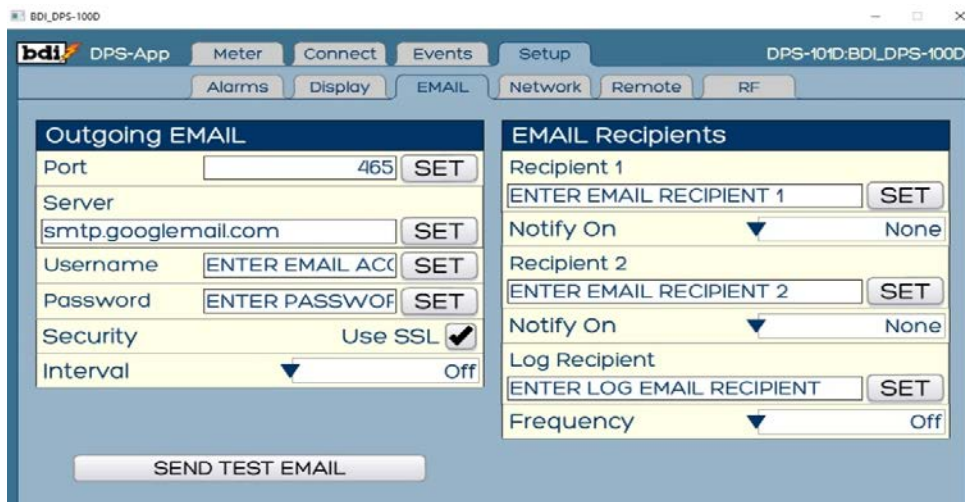 BDI_DPS-100D
bdi DPS-App Meter Connect Events Setup DPS-101D:BDI_DPS-100D
Alarms Display EMAIL Network Remote RF
Outgoing EMAIL
Port 465 SET
Server
smtp.googlemail.com SET
Username ENTER EMAIL ACC SET
Password ENTER PASSWOR SET
Security Use SSL
Interval Off
SEND TEST EMAIL
EMAIL Recipients
Recipient 1
ENTER EMAIL RECIPIENT 1 SET
Notify On None
Recipient 2
ENTER EMAIL RECIPIENT 2 SET
Notify On None
Log Recipient
ENTER LOG EMAIL RECIPIENT SET
Frequency Off